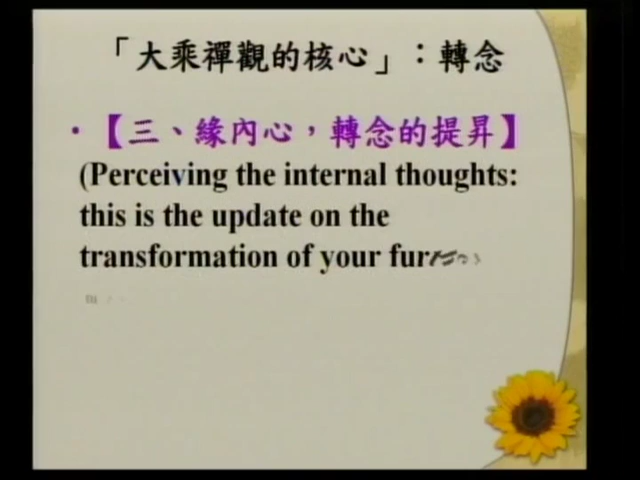 「大乘禪觀的核心」：轉念
•【三、緣內心，轉念的提昇】
(Perceiving the internal thoughts:
this is the update on the
transformation of your